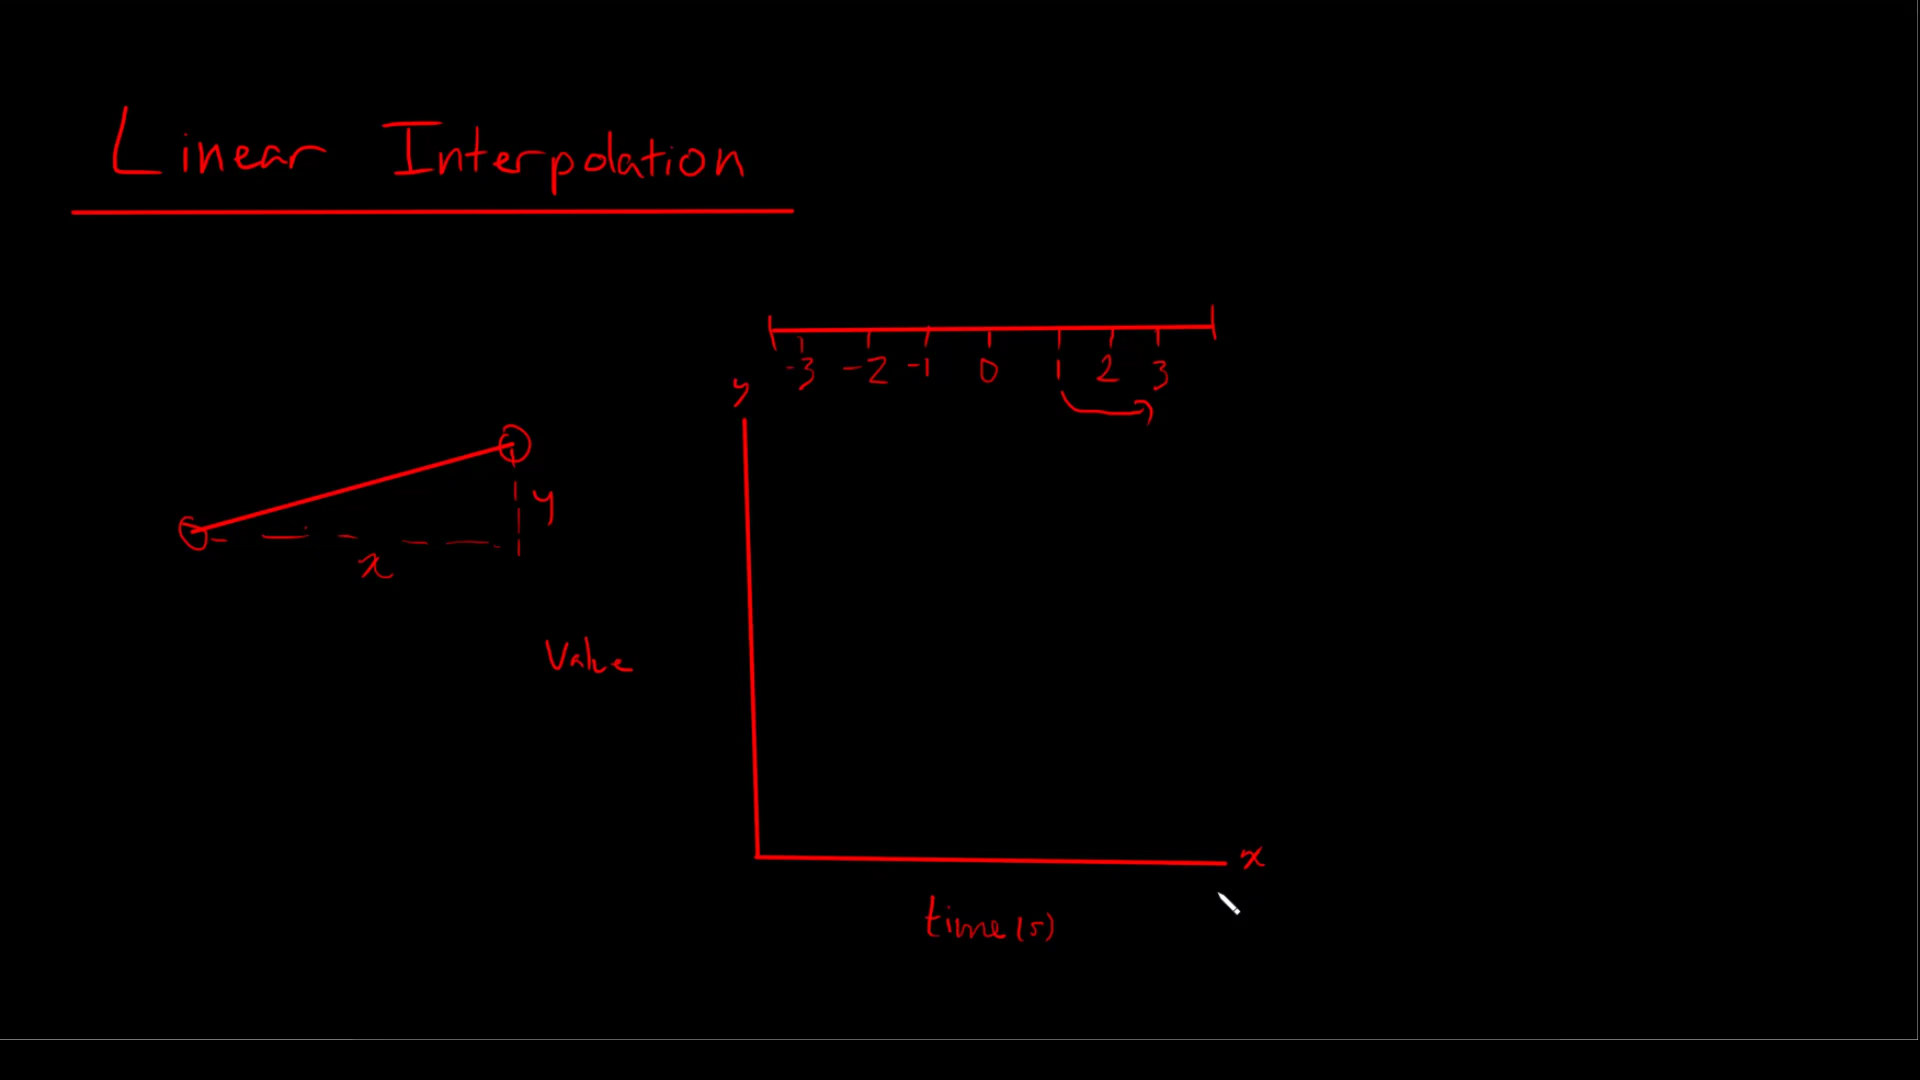 Linear Interpolation
-3 -2 -1 0 1 2 3
y
y
x
Value
x
time(s)